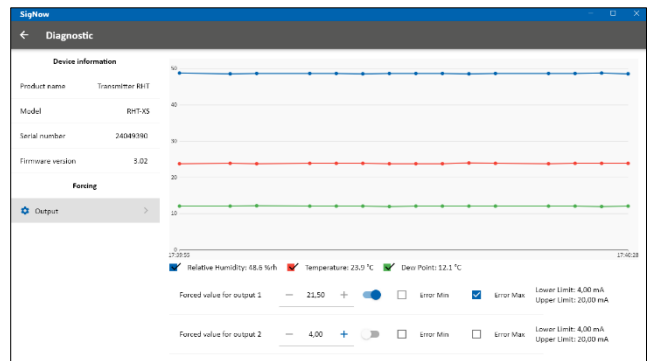 SigNow
Diagnostic
Device information
Product name Transmitter RHT
Model RHT-XS
Serial number 24049390
Firmware version 3.02
Forcing
Output
50
40
30
20
10
0
17:39:55 17:40:28
Relative Humidity: 48.6 %rh Temperature: 23.9 °C Dew Point: 12.1 °C
Forced value for output 1 — 21,50 + Error Min Error Max Lower Limit: 4,00 mA
Upper Limit: 20,00 mA
Forced value for output 2 — 4,00 + Error Min Error Max Lower Limit: 4,00 mA
Upper Limit: 20,00 mA